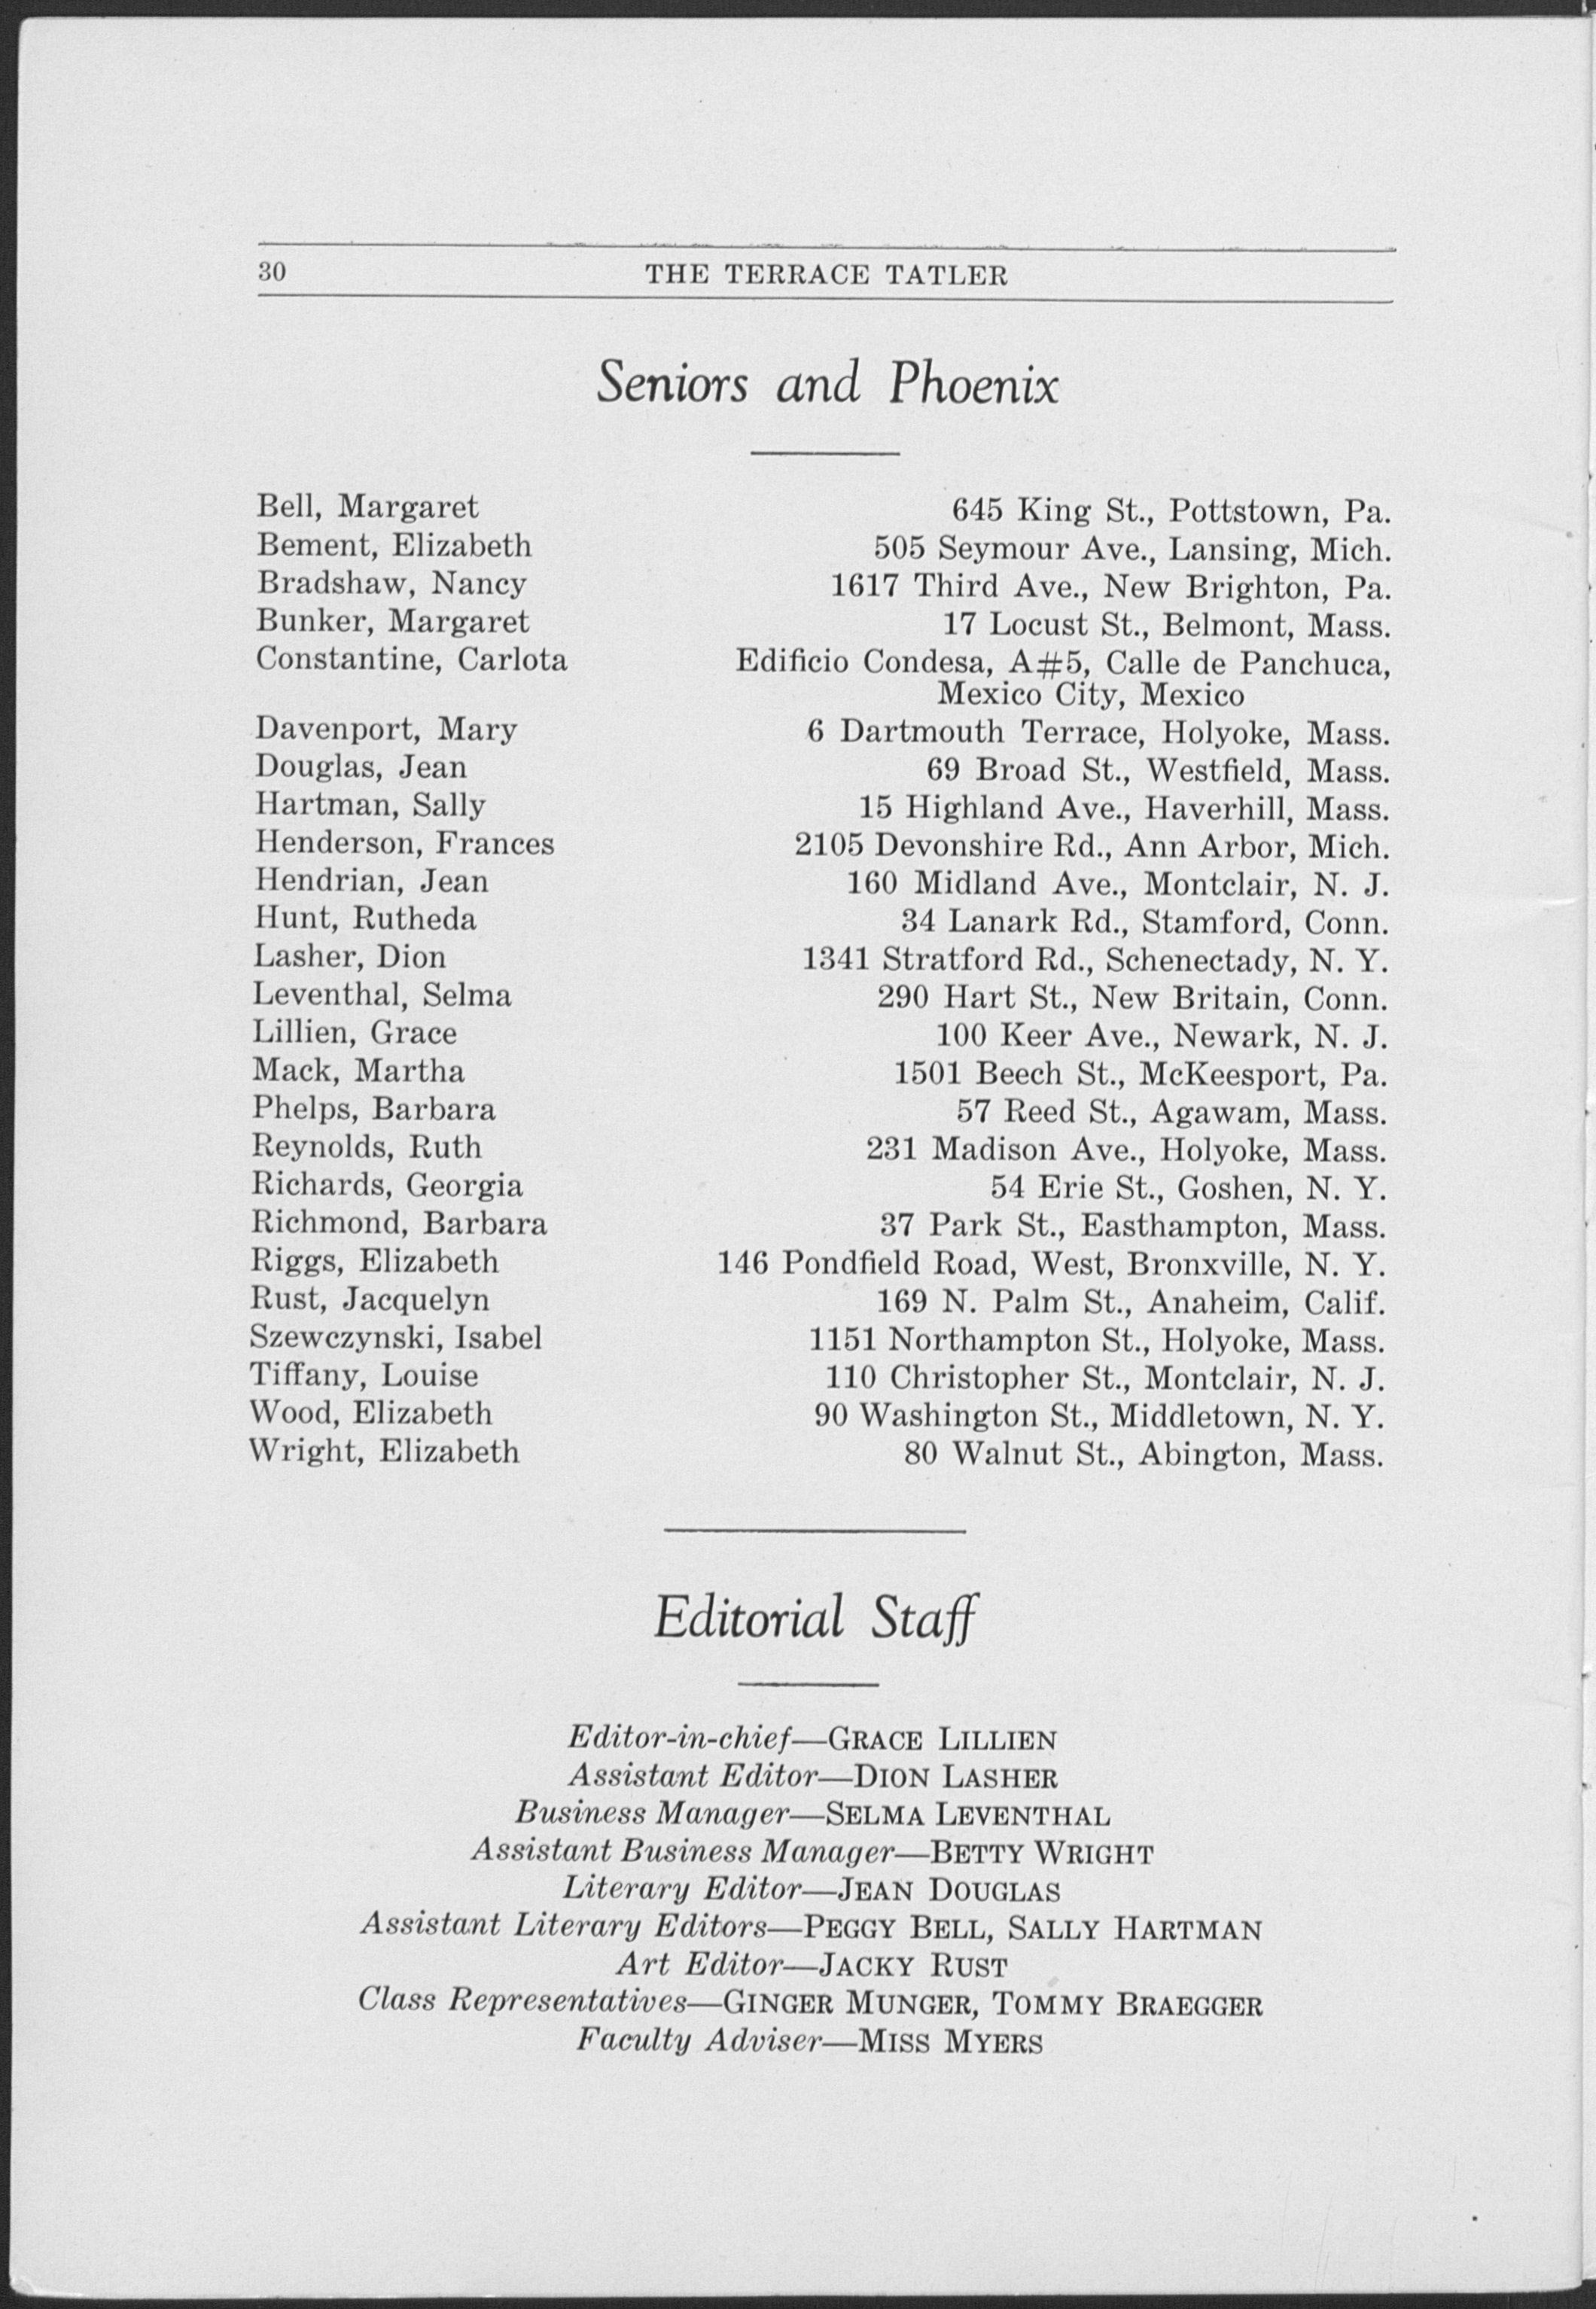 30 THE TERRACE TATLER
Seniors and Phoenix
Bell, Margaret 645 King St., Pottstown, Pa.
Bement, Elizabeth 505 Seymour Ave., Lansing, Mich.
Bradshaw, Nancy 1617 Third Ave., New Brighton, Pa.
Bunker, Margaret 17 Locust St., Belmont, Mass.
Constantine, Carlota Edificio Condesa, A#5, Calle de Panchuca,
Mexico City, Mexico
Davenport, Mary 6 Dartmouth Terrace, Holyoke, Mass.
Douglas, Jean 69 Broad St., Westfield, Mass.
Hartman, Sally 15 Highland Ave., Haverhill, Mass.
Henderson, Frances 2105 Devonshire Rd., Ann Arbor, Mich.
Hendrian, Jean 160 Midland Ave., Montclair, N. J.
Hunt, Rutheda 34 Lanark Rd., Stamford, Conn.
Lasher, Dion 1341 Stratford Rd., Schenectady, N. Y.
Leventhal, Selma 290 Hart St., New Britain, Conn.
Lillien, Grace 100 Keer Ave., Newark, N. J.
Mack, Martha 1501 Beech St., McKeesport, Pa.
Phelps, Barbara 57 Reed St., Agawam, Mass.
Reynolds, Ruth 231 Madison Ave., Holyoke, Mass.
Richards, Georgia 54 Erie St., Goshen, N. Y.
Richmond, Barbara 37 Park St., Easthampton, Mass.
Riggs, Elizabeth 146 Pondfield Road, West, Bronxville, N. Y.
Rust, Jacquelyn 169 N. Palm St., Anaheim, Calif.
Szewczynski, Isabel 1151 Northampton St., Holyoke, Mass.
Tiffany, Louise 110 Christopher St., Montclair, N. J.
Wood, Elizabeth 90 Washington St., Middletown, N. Y.
Wright, Elizabeth 80 Walnut St., Abington, Mass.
Editorial Staff
Editor-in-chief—GRACE LILLIEN
Assistant Editor—DION LASHER
Business Manager—SELMA LEVENTHAL
Assistant Business Manager—BETTY WRIGHT
Literary Editor—JEAN DOUGLAS
Assistant Literary Editors—PEGGY BELL, SALLY HARTMAN
Art Editor—JACKY RUST
Class Representatives—GINGER MUNGER, TOMMY BRAEGGER
Faculty Adviser—MISS MYERS